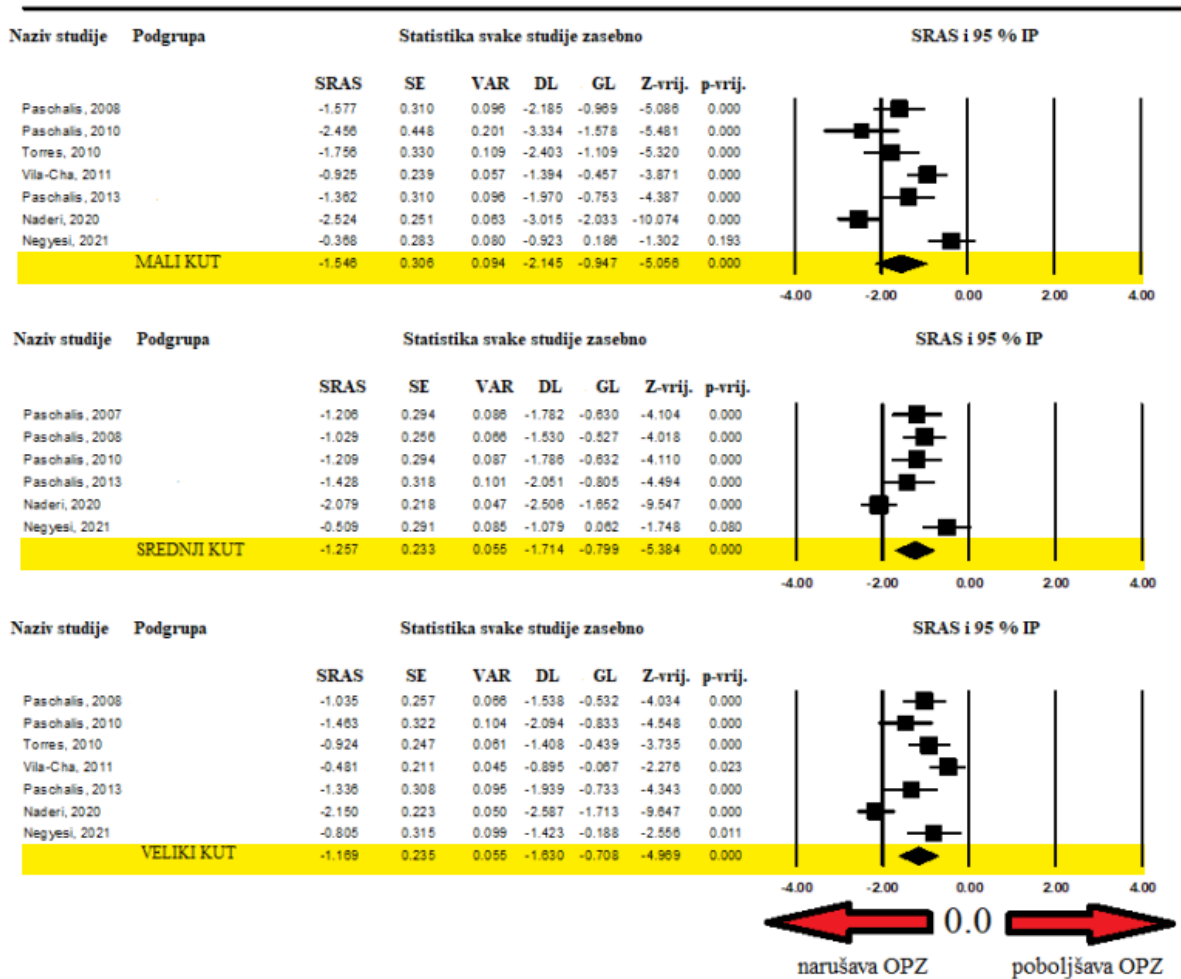 Naziv studije Podgrupa Statistika svake studije zasebno SRAS i 95 % IP
SRAS SE VAR DL GL Z-vrij. p-vrij.
Paschalis, 2008 -1.577 0.310 0.096 -2.185 -0.969 -5.086 0.000
Paschalis, 2010 -2.456 0.448 0.201 -3.334 -1.578 -5.481 0.000
Torres, 2010 -1.756 0.330 0.109 -2.403 -1.109 -5.320 0.000
Vila-Cha, 2011 -0.925 0.239 0.057 -1.394 -0.457 -3.871 0.000
Paschalis, 2013 -1.362 0.310 0.096 -1.970 -0.753 -4.387 0.000
Naderi, 2020 -2.524 0.251 0.063 -3.015 -2.033 -10.074 0.000
Negyesi, 2021 -0.368 0.283 0.080 -0.923 0.186 -1.302 0.193
MALI KUT -1.546 0.306 0.094 -2.145 -0.947 -5.056 0.000
-4.00 -2.00 0.00 2.00 4.00
Naziv studije Podgrupa Statistika svake studije zasebno SRAS i 95 % IP
SRAS SE VAR DL GL Z-vrij. p-vrij.
Paschalis, 2007 -1.206 0.294 0.086 -1.782 -0.630 -4.104 0.000
Paschalis, 2008 -1.029 0.256 0.066 -1.530 -0.527 -4.018 0.000
Paschalis, 2010 -1.209 0.294 0.087 -1.786 -0.632 -4.110 0.000
Paschalis, 2013 -1.428 0.318 0.101 -2.051 -0.805 -4.494 0.000
Naderi, 2020 -2.079 0.218 0.047 -2.506 -1.652 -9.547 0.000
Negyesi, 2021 -0.509 0.291 0.085 -1.079 0.062 -1.748 0.080
SREDNJI KUT -1.257 0.233 0.055 -1.714 -0.799 -5.384 0.000
-4.00 -2.00 0.00 2.00 4.00
Naziv studije Podgrupa Statistika svake studije zasebno SRAS i 95 % IP
SRAS SE VAR DL GL Z-vrij. p-vrij.
Paschalis, 2008 -1.035 0.257 0.066 -1.538 -0.532 -4.034 0.000
Paschalis, 2010 -1.463 0.322 0.104 -2.094 -0.833 -4.548 0.000
Torres, 2010 -0.924 0.247 0.061 -1.408 -0.439 -3.735 0.000
Vila-Cha, 2011 -0.481 0.211 0.045 -0.895 -0.067 -2.276 0.023
Paschalis, 2013 -1.336 0.308 0.095 -1.939 -0.733 -4.343 0.000
Naderi, 2020 -2.150 0.223 0.050 -2.587 -1.713 -9.647 0.000
Negyesi, 2021 -0.805 0.315 0.099 -1.423 -0.188 -2.556 0.011
VELIKI KUT -1.169 0.235 0.055 -1.630 -0.708 -4.969 0.000
-4.00 -2.00 0.00 2.00 4.00
0.0
narušava OPZ poboljšava OPZ